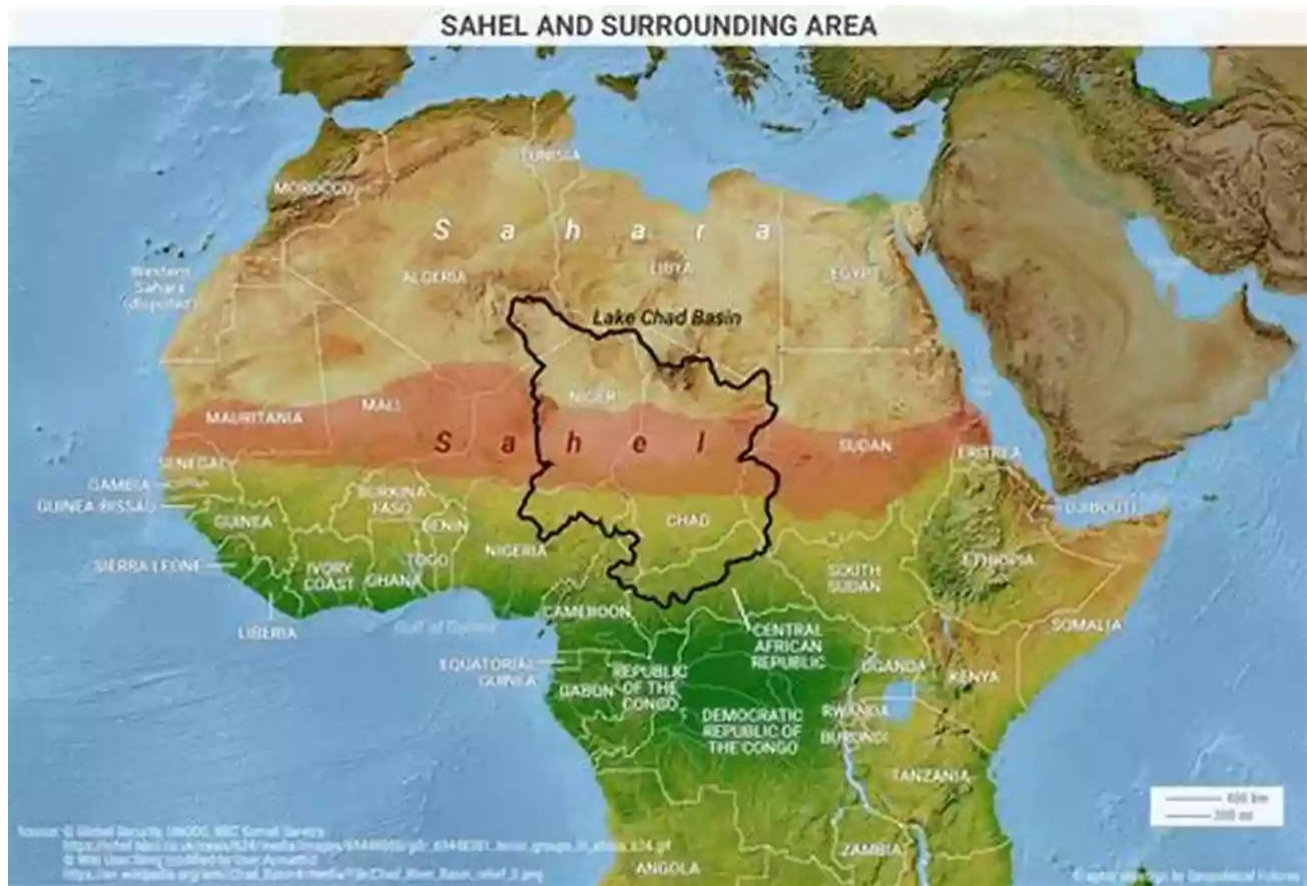 SAHEL AND SURROUNDING AREA
TUNISIA
MOROCCO
Sahara
ALGERIA
LIBYA
EGYPT
Western
Sahara
(disputed)
Lake Chad Basin
NIGER
MALI
MAURITANIA
Sahel
SUDAN
ERITREA
SENEGAL
GAMBIA
GUINEA BISSAU
BURKINA
FASO
GUINEA
BENIN
CHAD
DJIBOUTI
NIGERIA
SIERRA LEONE
IVORY
COAST
TOGO
GHANA
SOUTH
SUDAN
ETHIOPIA
LIBERIA
Gulf of Guinea
CAMEROON
SOMALIA
CENTRAL
AFRICAN
REPUBLIC
EQUATORIAL
GUINEA
GABON
REPUBLIC
OF THE
CONGO
UGANDA
KENYA
DEMOCRATIC
REPUBLIC OF
THE CONGO
RWANDA
BURUNDI
TANZANIA
ZAMBIA
ANGOLA